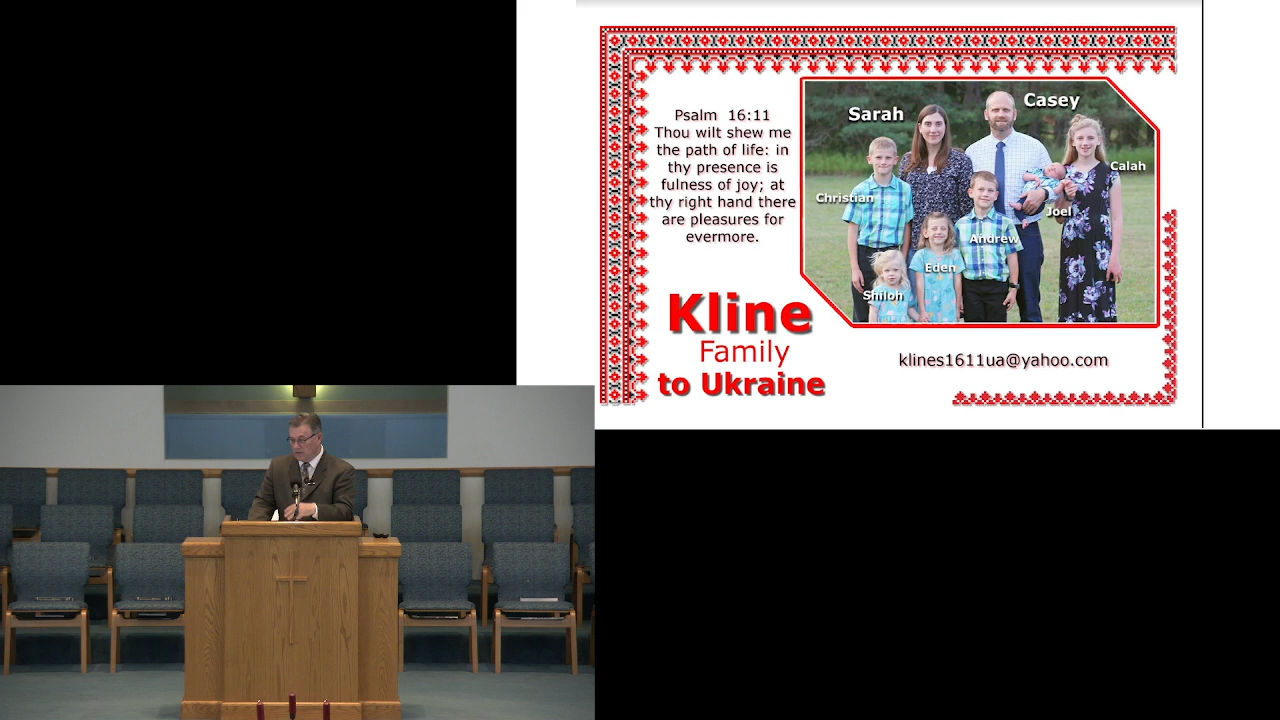 Psalm 16:11
Thou wilt shew me
the path of life: in
thy presence is
fulness of joy; at
thy right hand there
are pleasures for
evermore.
Sarah
Casey
Calah
Christian
Joel
Andrew
Eden
Shiloh
Kline
Family
to Ukraine
klines1611ua@yahoo.com